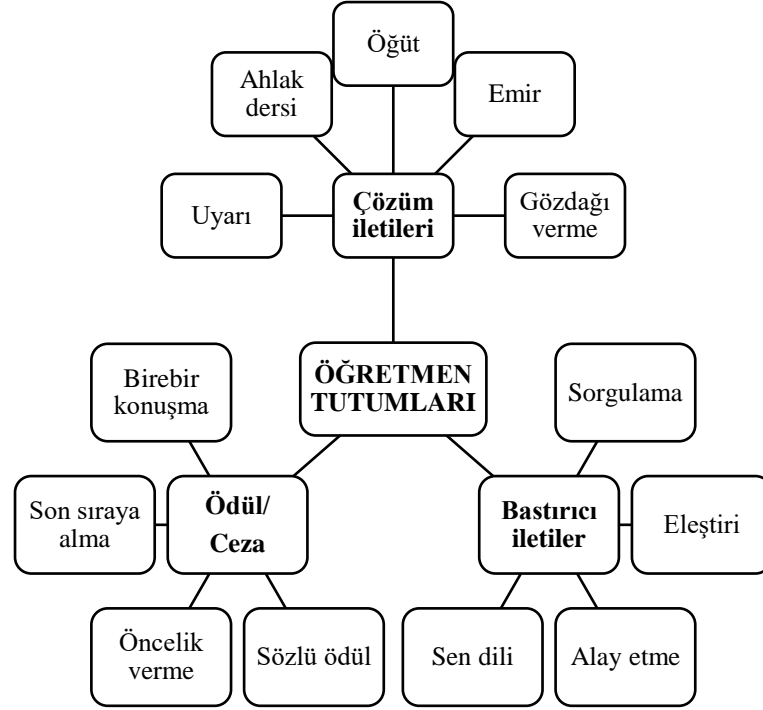 Öğüt
Ahlak
dersi
Emir
Uyarı
Çözüm
iletileri
Gözdağı
verme
ÖĞRETMEN
TUTUMLARI
Birebir
konuşma
Sorgulama
Son sıraya
alma
Ödül/
Ceza
Bastırıcı
iletiler
Eleştiri
Öncelik
verme
Sözlü ödül
Sen dili
Alay etme